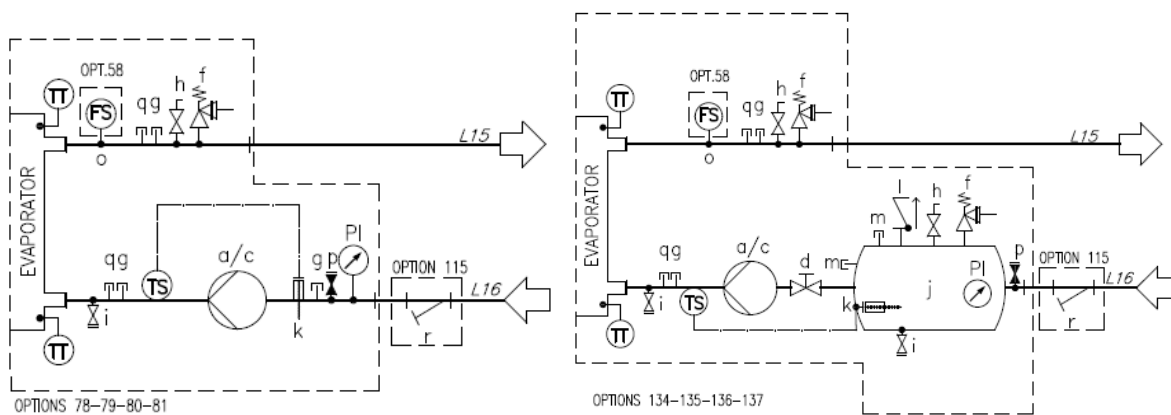 OPT.58
TT
FS
qg
h
f
o
L15
EVAPORATOR
qg
TS
a/c
g
p
PI
OPTION 115
L16
i
k
r
TT
OPTIONS 78-79-80-81
OPT.58
TT
FS
qg
h
f
o
L15
EVAPORATOR
qg
TS
a/c
d
m
m
l
h
f
j
PI
p
OPTION 115
L16
i
k
i
r
TT
OPTIONS 134-135-136-137